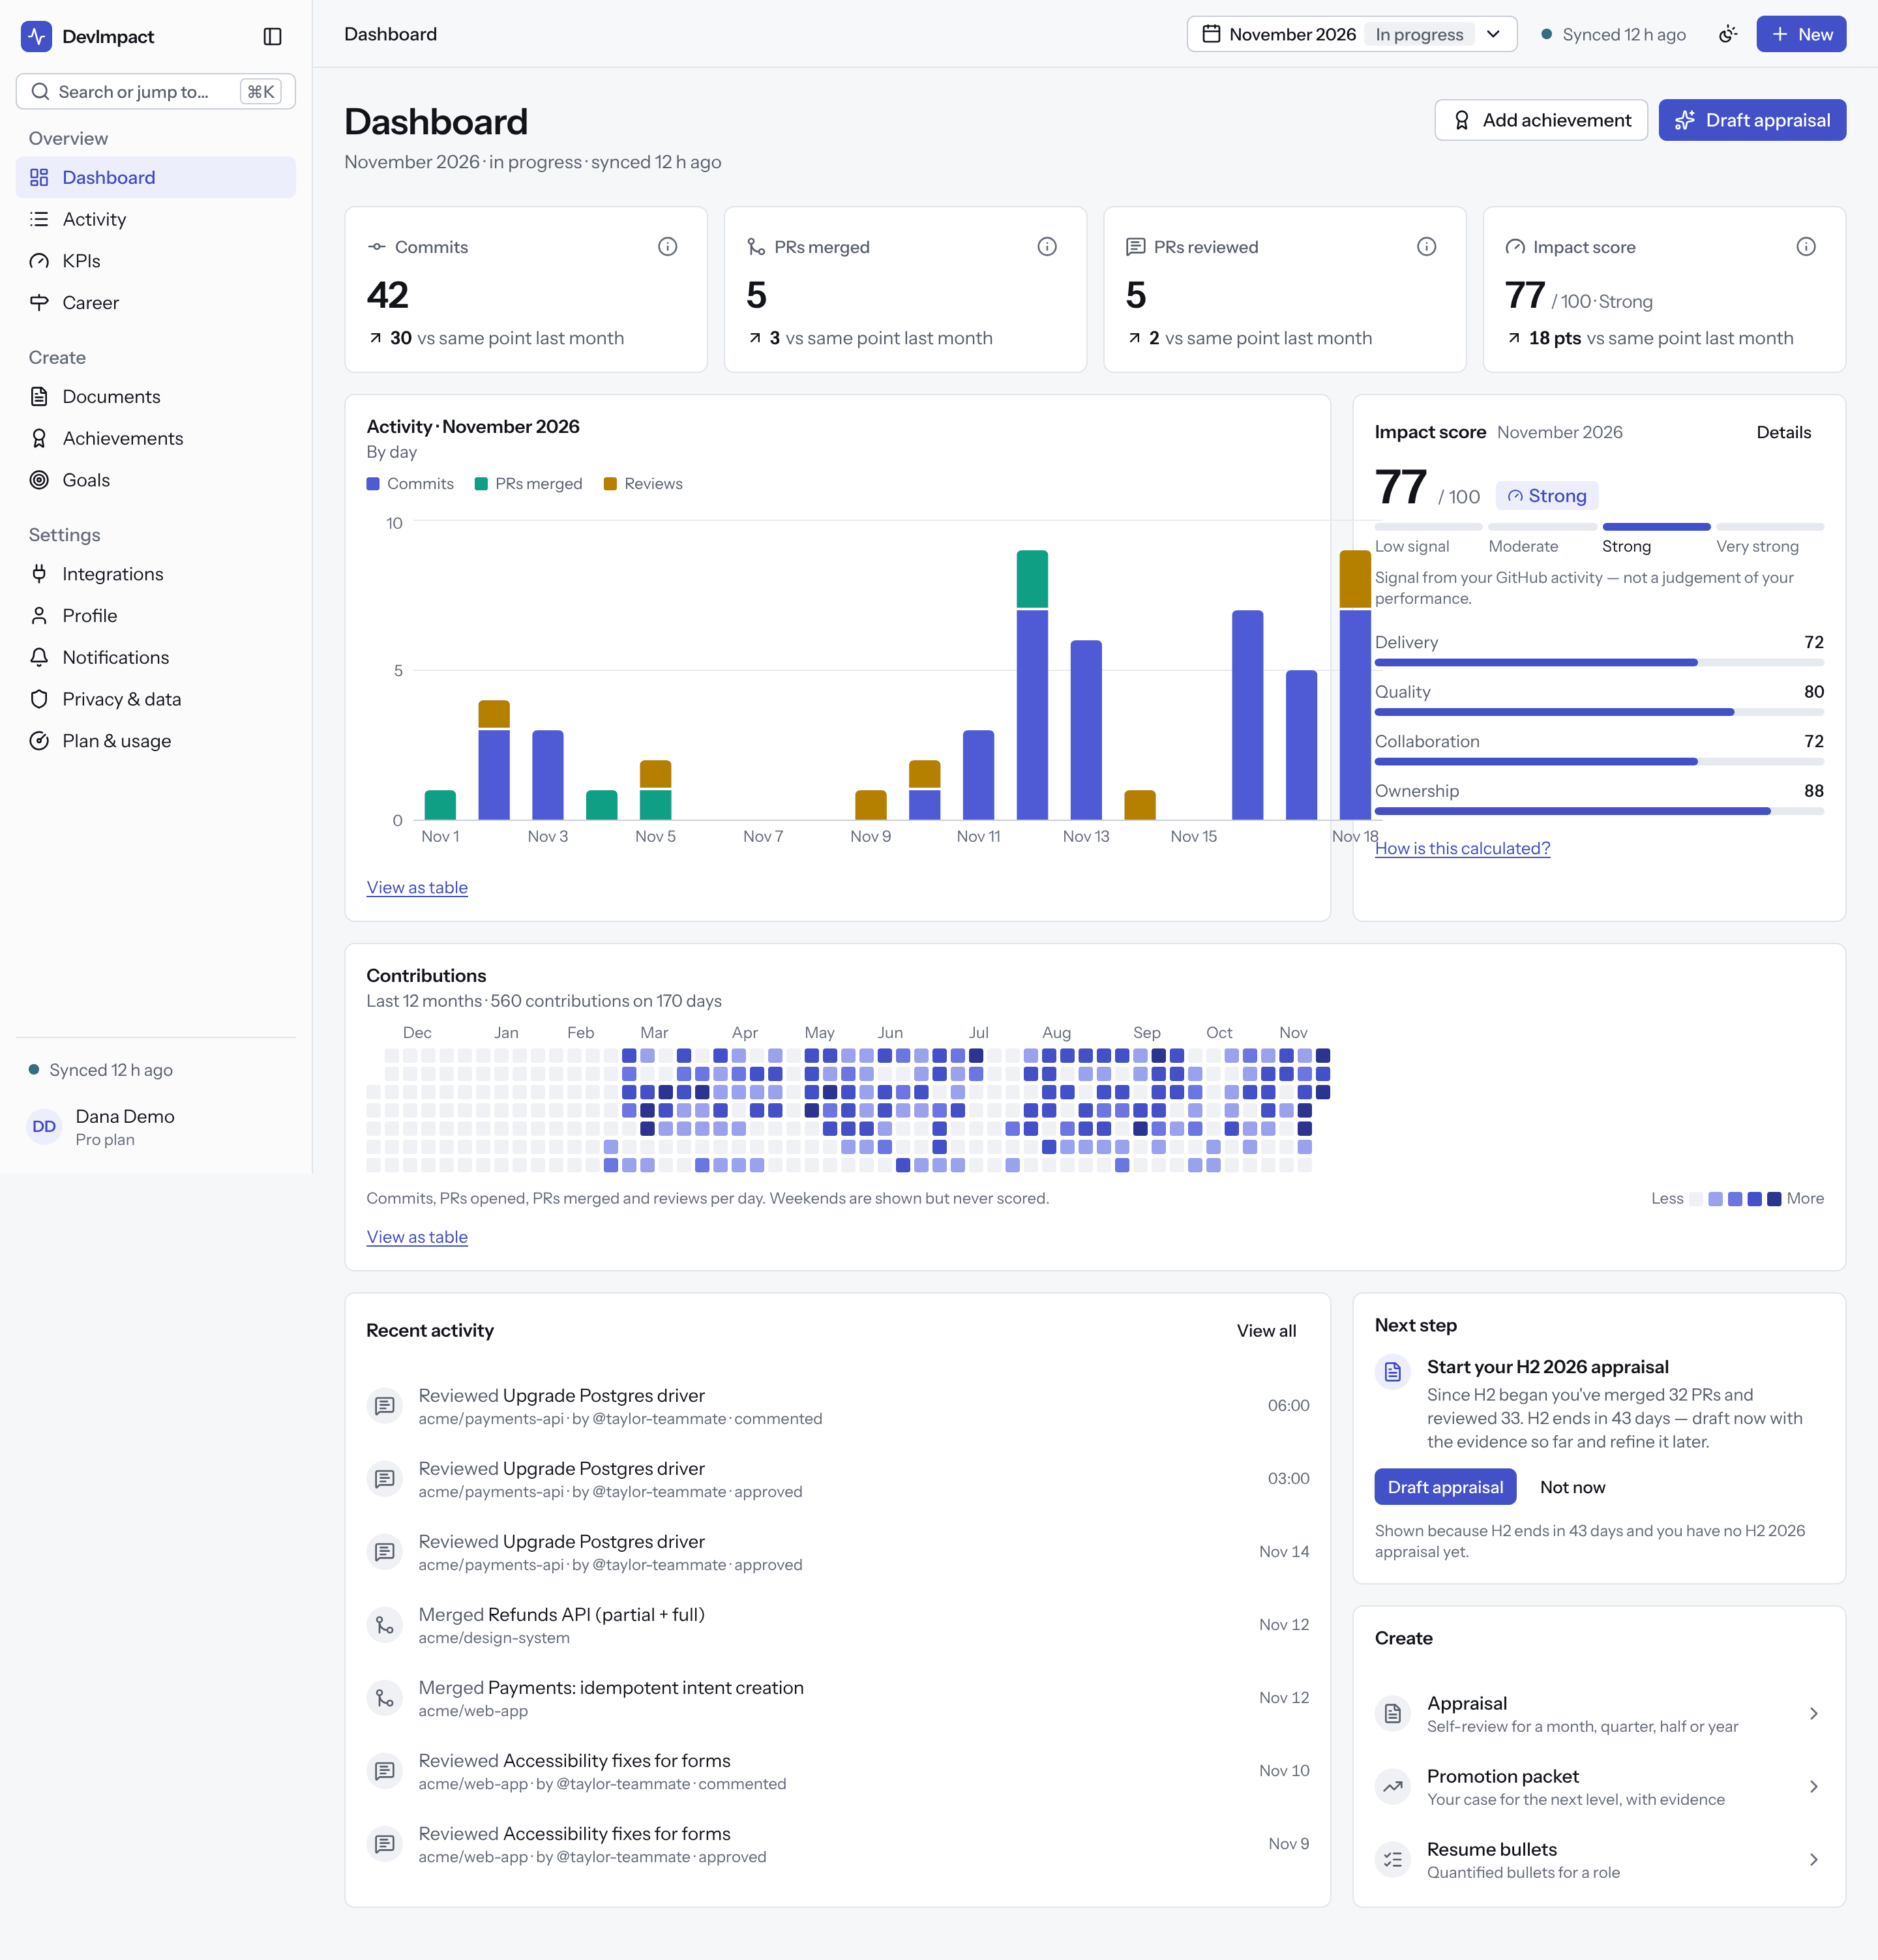 DevImpact
Search or jump to... ⌘K
Overview
Dashboard
Activity
KPIs
Career
Create
Documents
Achievements
Goals
Settings
Integrations
Profile
Notifications
Privacy & data
Plan & usage
Synced 12 h ago
DD
Dana Demo
Pro plan
Dashboard
November 2026 In progress
Synced 12 h ago
New
Dashboard
November 2026 · in progress · synced 12 h ago
Add achievement
Draft appraisal
Commits
42
30 vs same point last month
PRs merged
5
3 vs same point last month
PRs reviewed
5
2 vs same point last month
Impact score
77 / 100 · Strong
18 pts vs same point last month
Activity · November 2026
By day
Commits PRs merged Reviews
10
5
0
Nov 1 Nov 3 Nov 5 Nov 7 Nov 9 Nov 11 Nov 13 Nov 15 Nov 18
View as table
Impact score November 2026 Details
77 / 100 Strong
Low signal Moderate Strong Very strong
Signal from your GitHub activity — not a judgement of your
performance.
Delivery 72
Quality 80
Collaboration 72
Ownership 88
How is this calculated?
Contributions
Last 12 months · 560 contributions on 170 days
Dec Jan Feb Mar Apr May Jun Jul Aug Sep Oct Nov
Commits, PRs opened, PRs merged and reviews per day. Weekends are shown but never scored.
Less More
View as table
Recent activity View all
Reviewed Upgrade Postgres driver
acme/payments-api · by @taylor-teammate · commented
06:00
Reviewed Upgrade Postgres driver
acme/payments-api · by @taylor-teammate · approved
03:00
Reviewed Upgrade Postgres driver
acme/payments-api · by @taylor-teammate · approved
Nov 14
Merged Refunds API (partial + full)
acme/design-system
Nov 12
Merged Payments: idempotent intent creation
acme/web-app
Nov 12
Reviewed Accessibility fixes for forms
acme/web-app · by @taylor-teammate · commented
Nov 10
Reviewed Accessibility fixes for forms
acme/web-app · by @taylor-teammate · approved
Nov 9
Next step
Start your H2 2026 appraisal
Since H2 began you've merged 32 PRs and
reviewed 33. H2 ends in 43 days — draft now with
the evidence so far and refine it later.
Draft appraisal Not now
Shown because H2 ends in 43 days and you have no H2 2026
appraisal yet.
Create
Appraisal
Self-review for a month, quarter, half or year
Promotion packet
Your case for the next level, with evidence
Resume bullets
Quantified bullets for a role